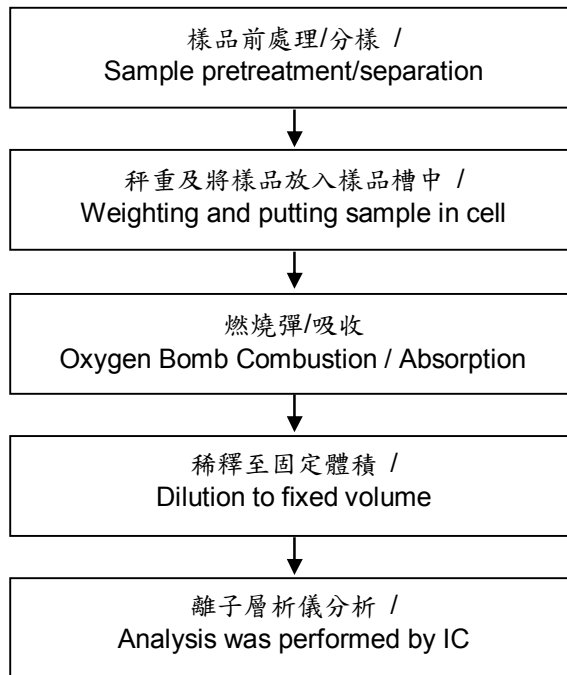 樣品前處理/分樣 /
Sample pretreatment/separation
秤重及將樣品放入樣品槽中 /
Weighting and putting sample in cell
燃燒彈/吸收
Oxygen Bomb Combustion / Absorption
稀釋至固定體積 /
Dilution to fixed volume
離子層析儀分析 /
Analysis was performed by IC